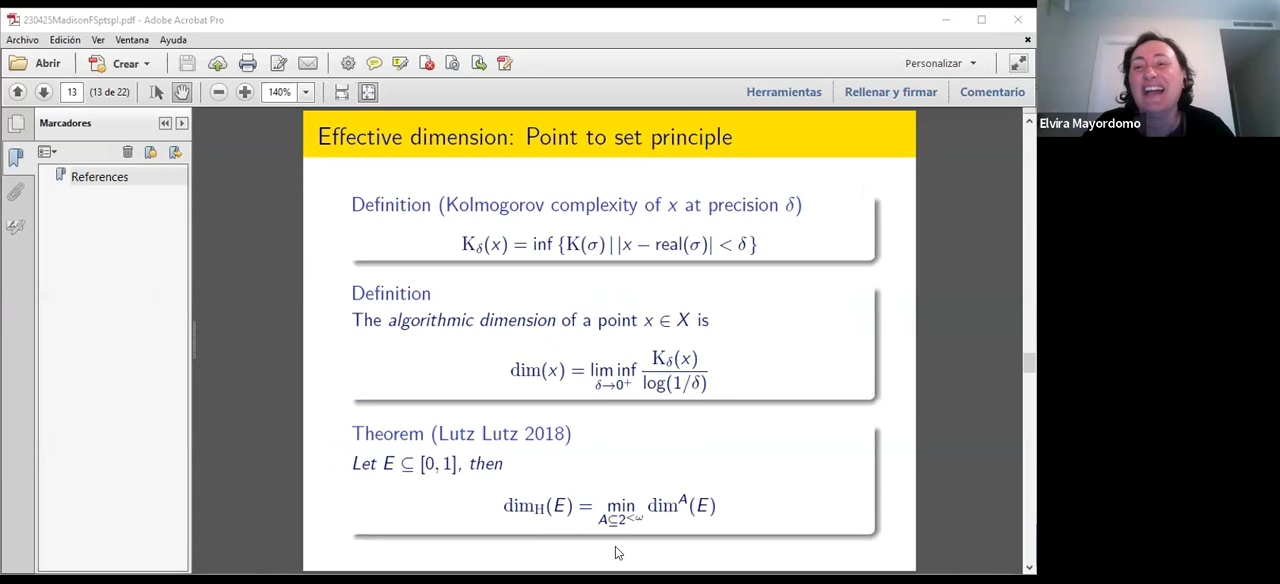 230425MadisonFSptspl.pdf - Adobe Acrobat Pro
Archivo Edición Ver Ventana Ayuda
Abrir Crear Personalizar
13 (13 de 22) 140% Herramientas Rellenar y firmar Comentario
Marcadores
References
Effective dimension: Point to set principle
Definition (Kolmogorov complexity of x at precision δ)
K_δ(x) = inf {K(σ) | |x − real(σ)| < δ }
Definition
The algorithmic dimension of a point x ∈ X is
dim(x) = lim inf_{δ→0⁺} K_δ(x) / log(1/δ)
Theorem (Lutz Lutz 2018)
Let E ⊆ [0, 1], then
dim_H(E) = min_{A⊆2^{<ω}} dim^A(E)
Elvira Mayordomo